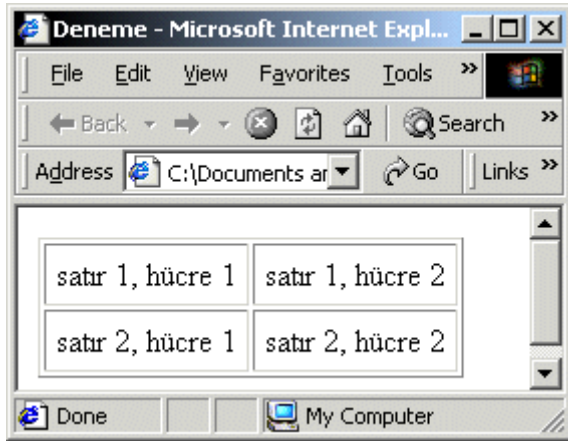 Deneme - Microsoft Internet Expl...
File Edit View Favorites Tools »
Back Search »
Address C:\Documents ar Go Links »
satır 1, hücre 1 satır 1, hücre 2
satır 2, hücre 1 satır 2, hücre 2
Done My Computer